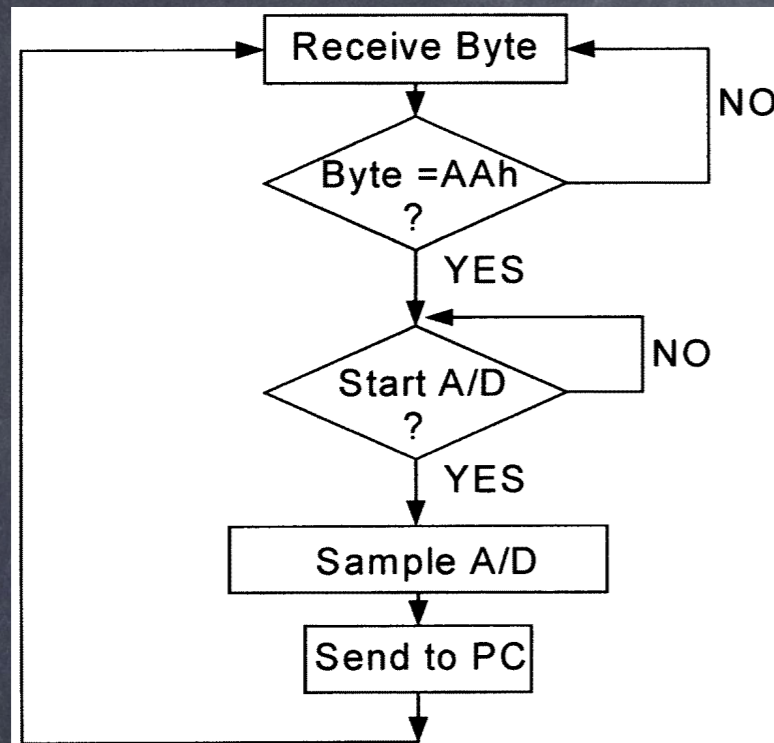 Receive Byte
NO
Byte =AAh
?
YES
NO
Start A/D
?
YES
Sample A/D
Send to PC